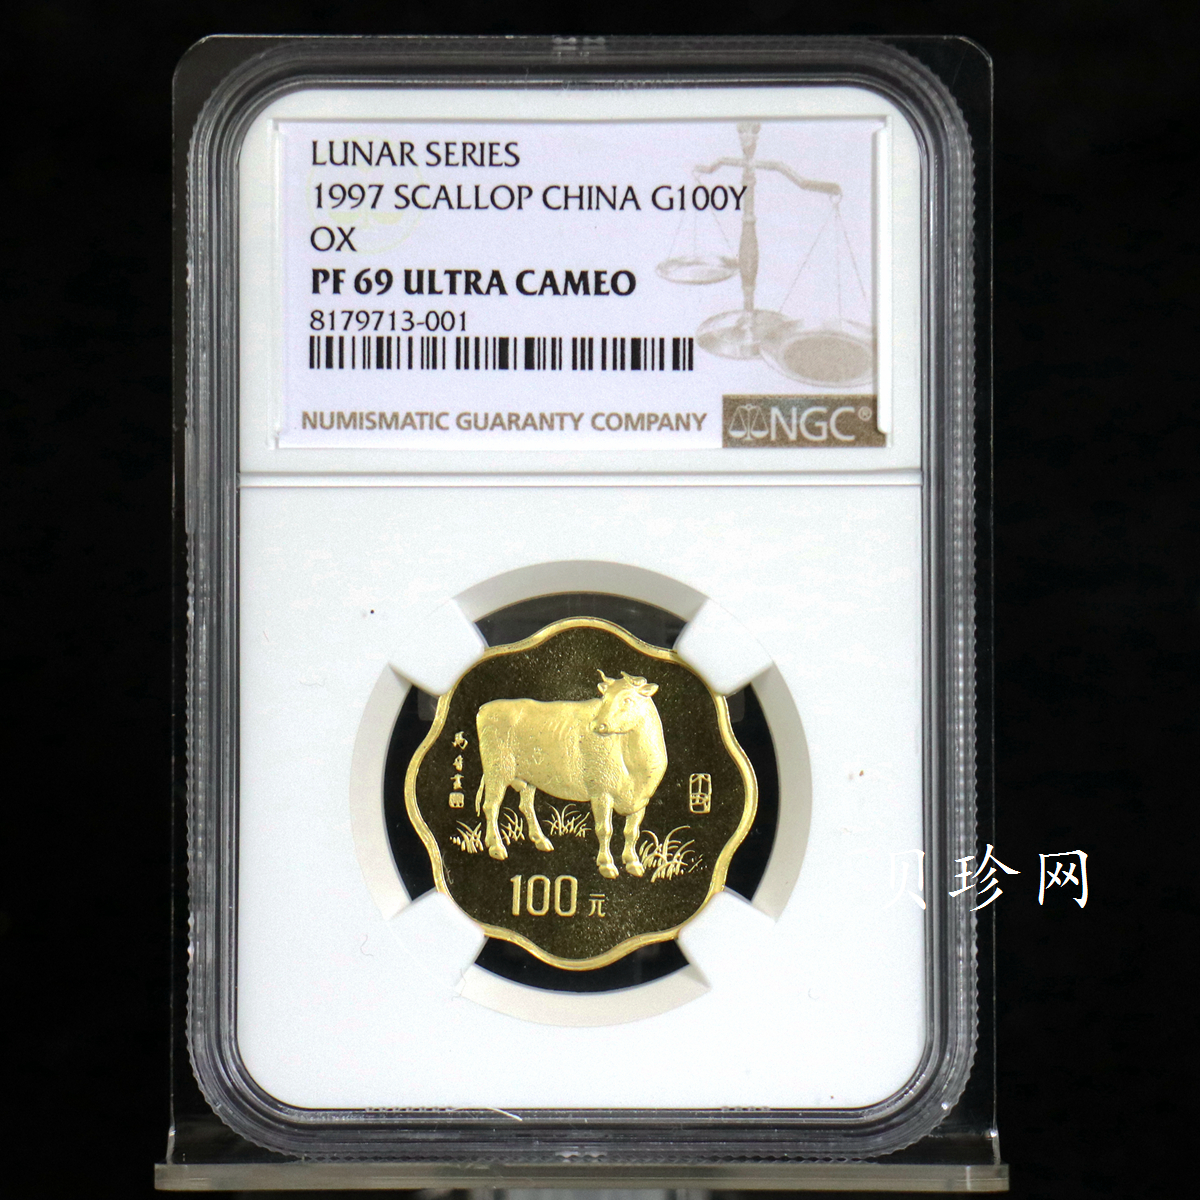 LUNAR SERIES
1997 SCALLOP CHINA G100Y
OX
PF 69 ULTRA CAMEO
8179713-001
NUMISMATIC GUARANTY COMPANY
NGC®
100元
贝珍网